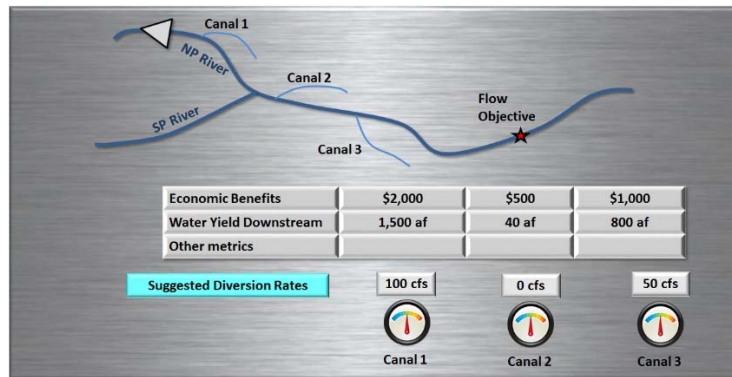 Canal 1
NP River
Canal 2
SP River
Flow
Objective
Canal 3
Economic Benefits $2,000 $500 $1,000
Water Yield Downstream 1,500 af 40 af 800 af
Other metrics
Suggested Diversion Rates 100 cfs 0 cfs 50 cfs
Canal 1 Canal 2 Canal 3